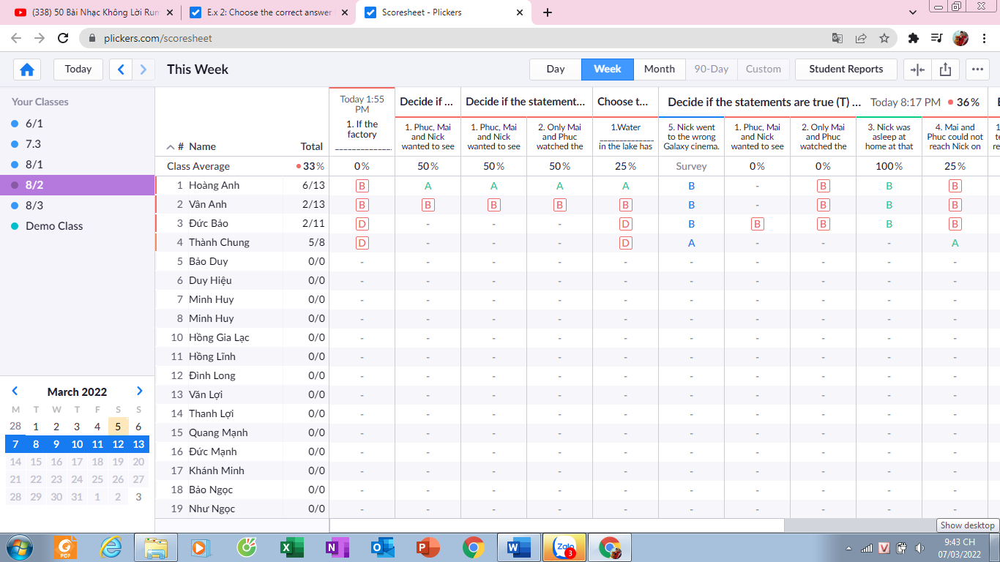 (338) 50 Bài Nhạc Không Lời Run
E.x 2: Choose the correct answer
Scoresheet - Plickers
plickers.com/scoresheet
Today
This Week
Day
Week
Month
90-Day
Custom
Student Reports
Your Classes
6/1
7.3
8/1
8/2
8/3
Demo Class
March 2022
M T W T F S S
28 1 2 3 4 5 6
7 8 9 10 11 12 13
14 15 16 17 18 19 20
21 22 23 24 25 26 27
28 29 30 31 1 2 3
Today 1:55
PM
Decide if ...
Decide if the statement...
Choose t...
Decide if the statements are true (T) ... Today 8:17 PM 36%
1. If the
factory
______________
1. Phuc, Mai
and Nick
wanted to see
1. Phuc, Mai
and Nick
wanted to see
2. Only Mai
and Phuc
watched the
1.Water
______________
in the lake has
5. Nick went
to the wrong
Galaxy cinema.
1. Phuc, Mai
and Nick
wanted to see
2. Only Mai
and Phuc
watched the
3. Nick was
asleep at
home at that
4. Mai and
Phuc could not
reach Nick on
# Name Total
Class Average 33% 0% 50% 50% 50% 25% Survey 0% 0% 100% 25%
1 Hoàng Anh 6/13 B A A A A B - B B B
2 Vân Anh 2/13 B B B B B B - B B B
3 Đức Bảo 2/11 D - - - D B B B B B
4 Thành Chung 5/8 D - - - D A - - - A
5 Bảo Duy 0/0 - - - - - - - - - -
6 Duy Hiệu 0/0 - - - - - - - - - -
7 Minh Huy 0/0 - - - - - - - - - -
8 Minh Huy 0/0 - - - - - - - - - -
10 Hồng Gia Lạc 0/0 - - - - - - - - - -
11 Hồng Lĩnh 0/0 - - - - - - - - - -
12 Đình Long 0/0 - - - - - - - - - -
13 Văn Lợi 0/0 - - - - - - - - - -
14 Thanh Lợi 0/0 - - - - - - - - - -
15 Quang Mạnh 0/0 - - - - - - - - - -
16 Đức Mạnh 0/0 - - - - - - - - - -
17 Khánh Minh 0/0 - - - - - - - - - -
18 Bảo Ngọc 0/0 - - - - - - - - - -
19 Như Ngọc 0/0 - - - - - - - - - -
Show desktop
PDF
Zalo
3
9:43 CH
07/03/2022